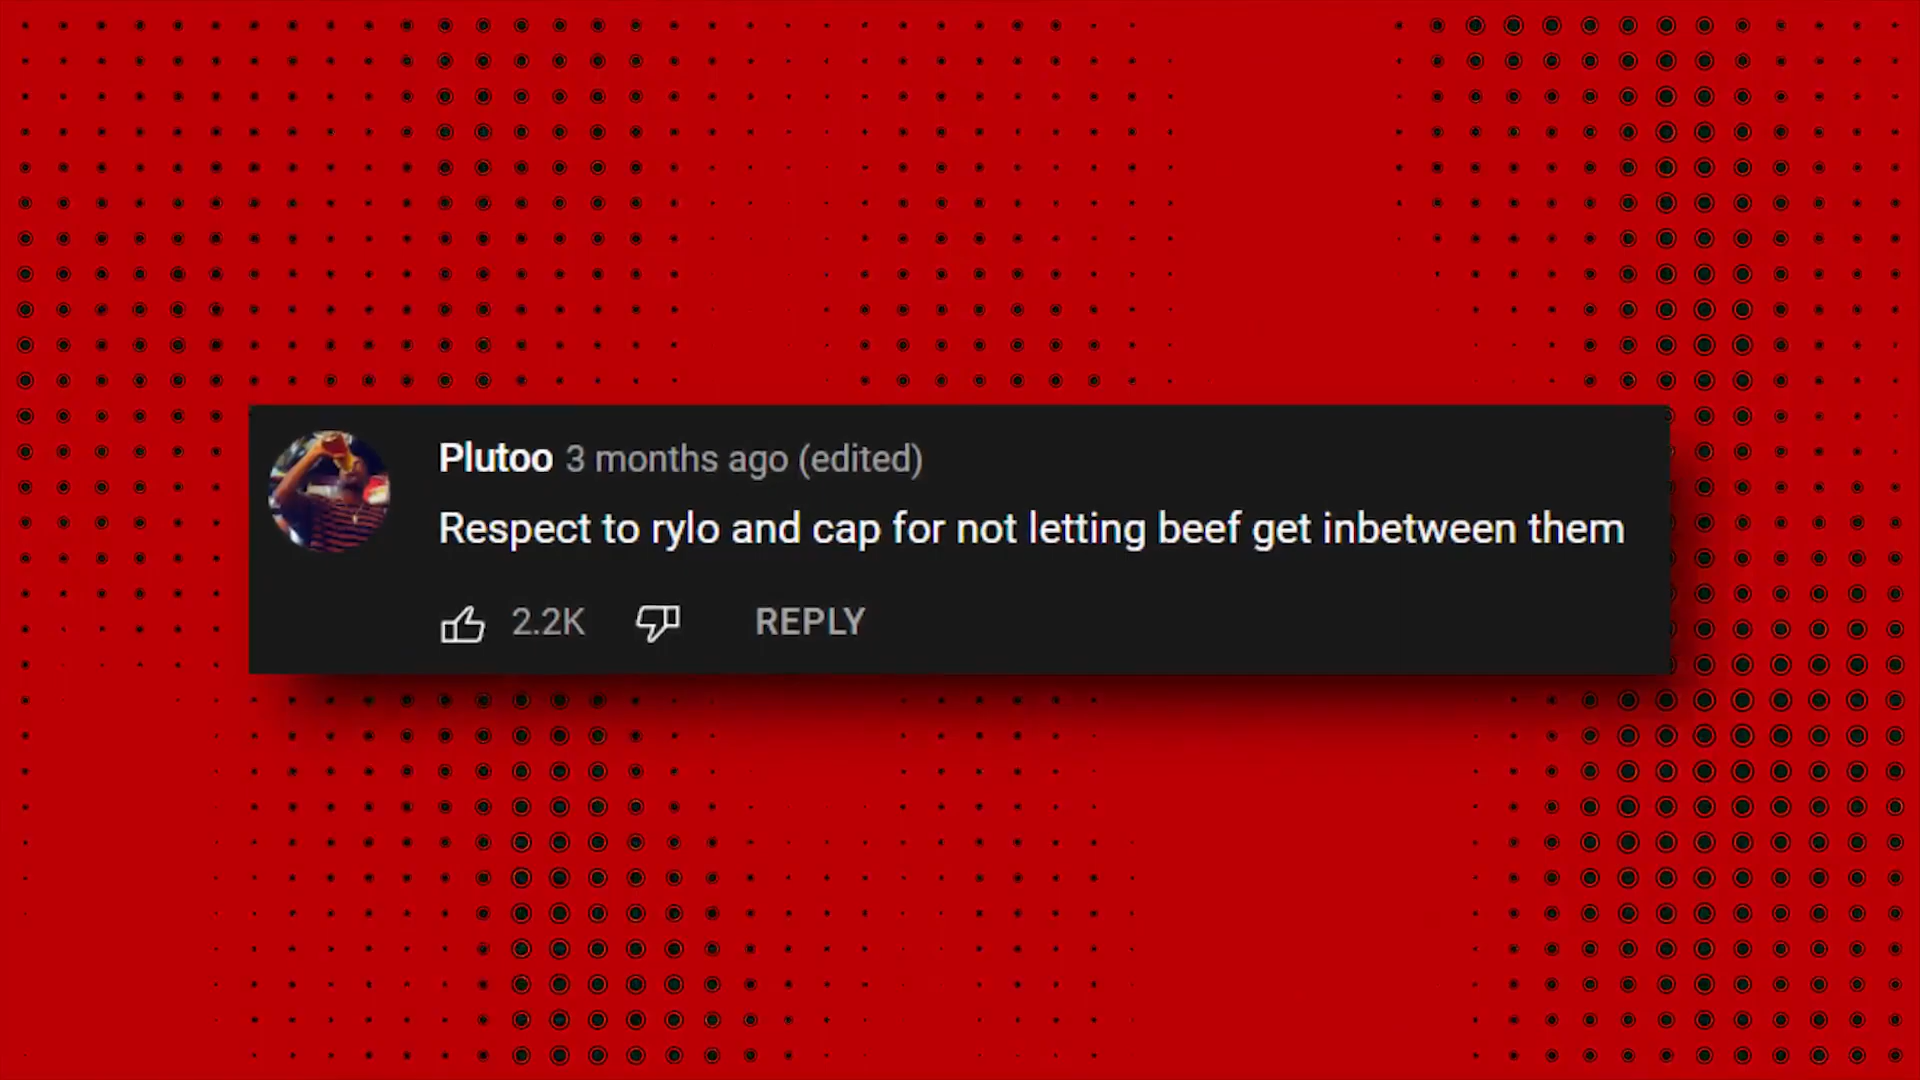 Plutoo 3 months ago (edited)
Respect to rylo and cap for not letting beef get inbetween them
2.2K REPLY